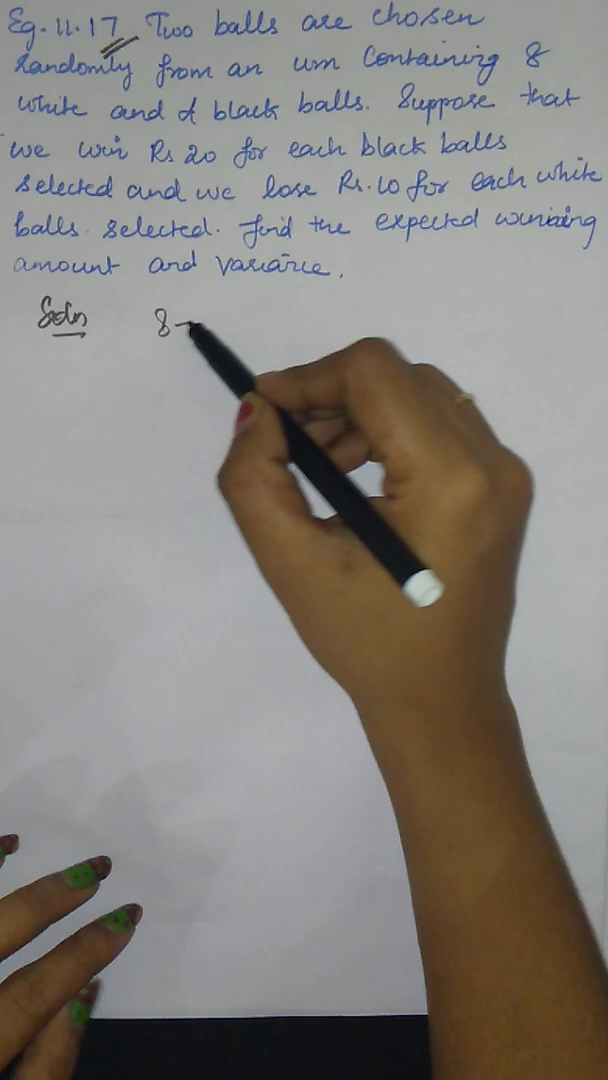 Eg. 11.17 Two balls are chosen
randomly from an urn containing 8
white and 4 black balls. Suppose that
we win Rs 20 for each black balls
selected and we lose Rs. 10 for each white
balls selected. find the expected winning
amount and variance.
Soln 8-